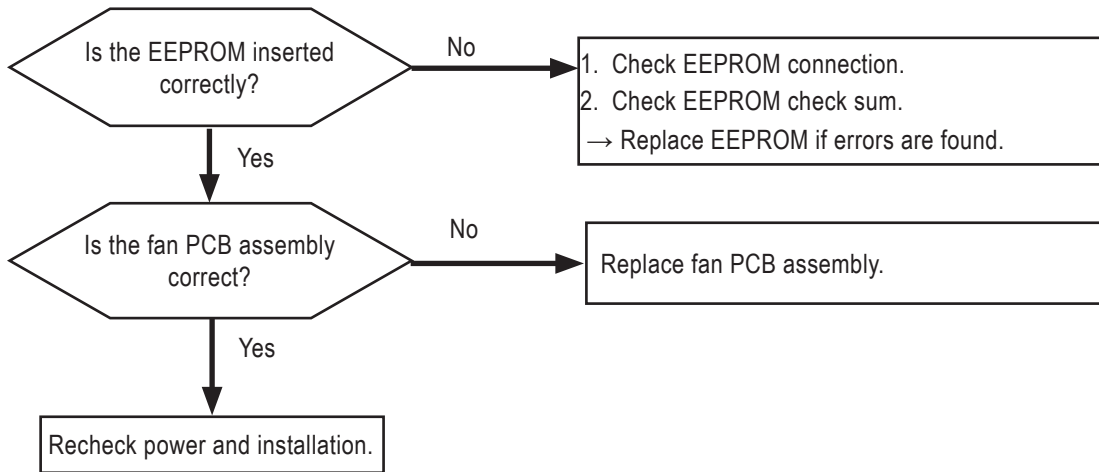 Is the EEPROM inserted
correctly?
No
1. Check EEPROM connection.
2. Check EEPROM check sum.
→ Replace EEPROM if errors are found.
Yes
Is the fan PCB assembly
correct?
No
Replace fan PCB assembly.
Yes
Recheck power and installation.